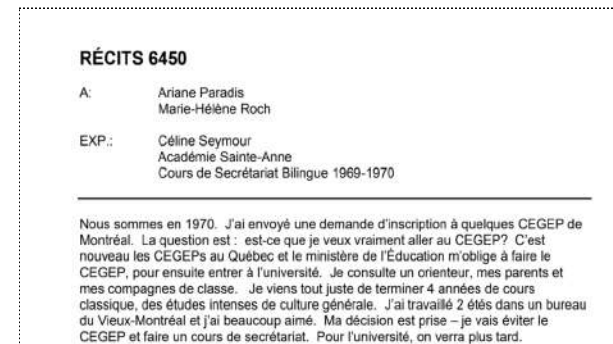 RÉCITS 6450
A: Ariane Paradis
Marie-Hélène Roch
EXP.: Céline Seymour
Académie Sainte-Anne
Cours de Secrétariat Bilingue 1969-1970
Nous sommes en 1970. J'ai envoyé une demande d'inscription à quelques CEGEP de
Montréal. La question est : est-ce que je veux vraiment aller au CEGEP? C'est
nouveau les CEGEPs au Québec et le ministère de l'Éducation m'oblige à faire le
CEGEP, pour ensuite entrer à l'université. Je consulte un orienteur, mes parents et
mes compagnes de classe. Je viens tout juste de terminer 4 années de cours
classique, des études intenses de culture générale. J'ai travaillé 2 étés dans un bureau
du Vieux-Montréal et j'ai beaucoup aimé. Ma décision est prise – je vais éviter le
CEGEP et faire un cours de secrétariat. Pour l'université, on verra plus tard.